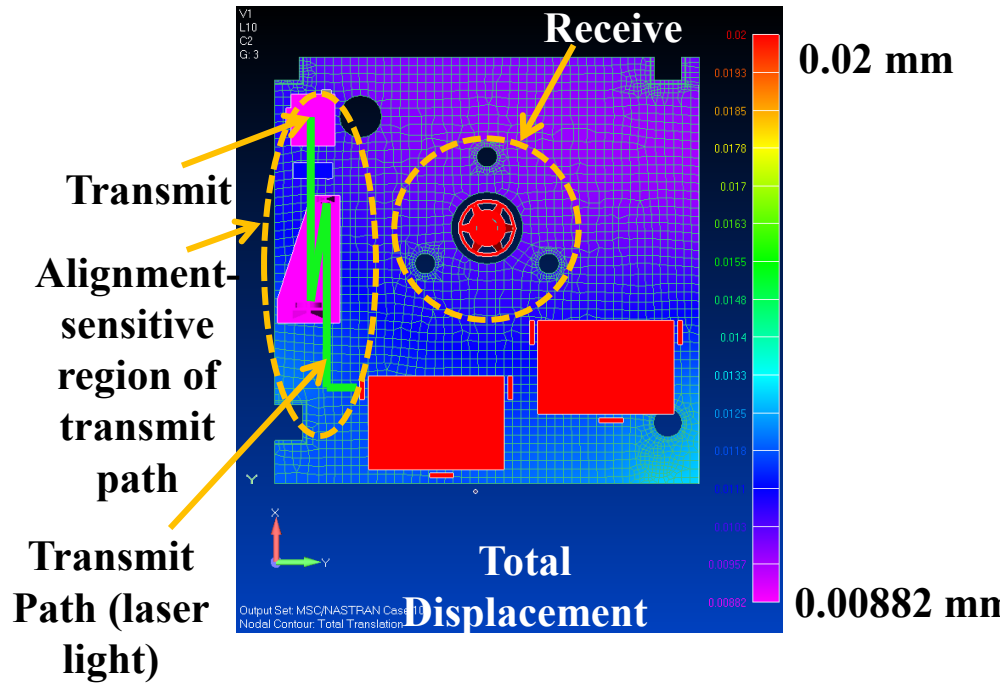 V1
L10
C2
G: 3
Receive
0.02 mm
Transmit
Alignment-
sensitive
region of
transmit
path
Transmit
Path (laser
light)
0.02
0.0193
0.0185
0.0178
0.017
0.0163
0.0155
0.0148
0.014
0.0133
0.0125
0.0118
0.0111
0.00957
0.00882
0.00882 mm
Y
X
Y
Total
Displacement
Output Set: MSC/NASTRAN Case 10
Nodal Contour: Total Translation